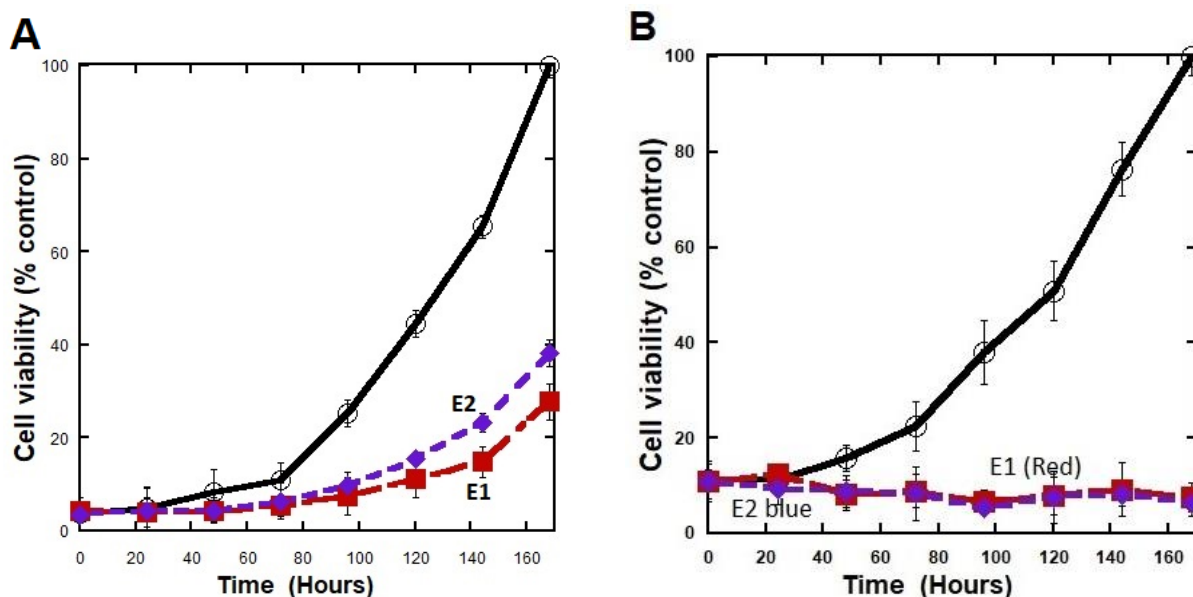 A
Cell viability (% control)
100
80
60
40
20
0
E2
E1
0 20 40 60 80 100 120 140 160
Time (Hours)
B
Cell viability (% control)
100
80
60
40
20
0
E1 (Red)
E2 blue
0 20 40 60 80 100 120 140 160
Time (Hours)